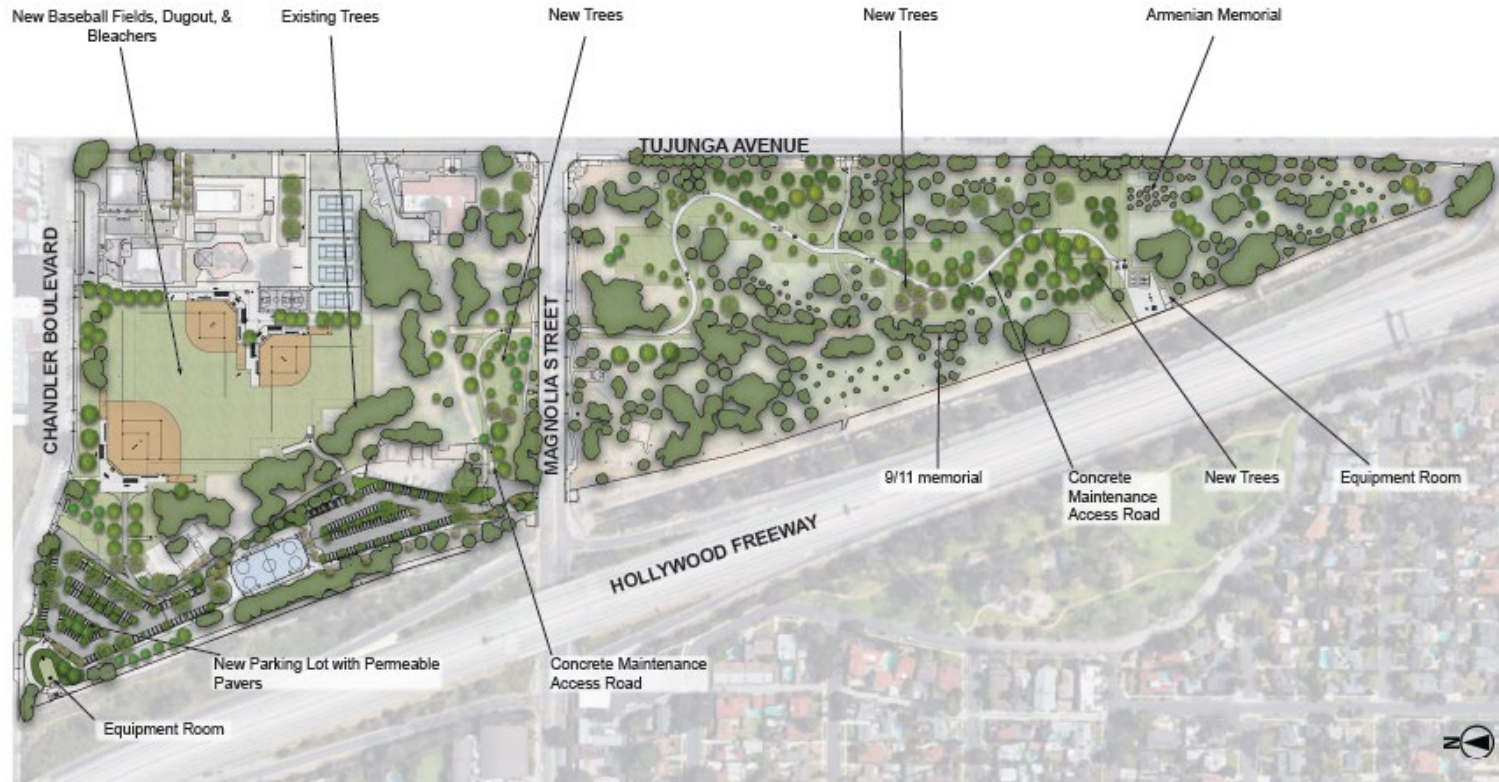 New Baseball Fields, Dugout, &
Bleachers
Existing Trees
New Trees
New Trees
Armenian Memorial
TUJUNGA AVENUE
CHANDLER BOULEVARD
MAGNOLIA STREET
9/11 memorial
Concrete
Maintenance
Access Road
New Trees
Equipment Room
HOLLYWOOD FREEWAY
New Parking Lot with Permeable
Pavers
Concrete Maintenance
Access Road
Equipment Room
N